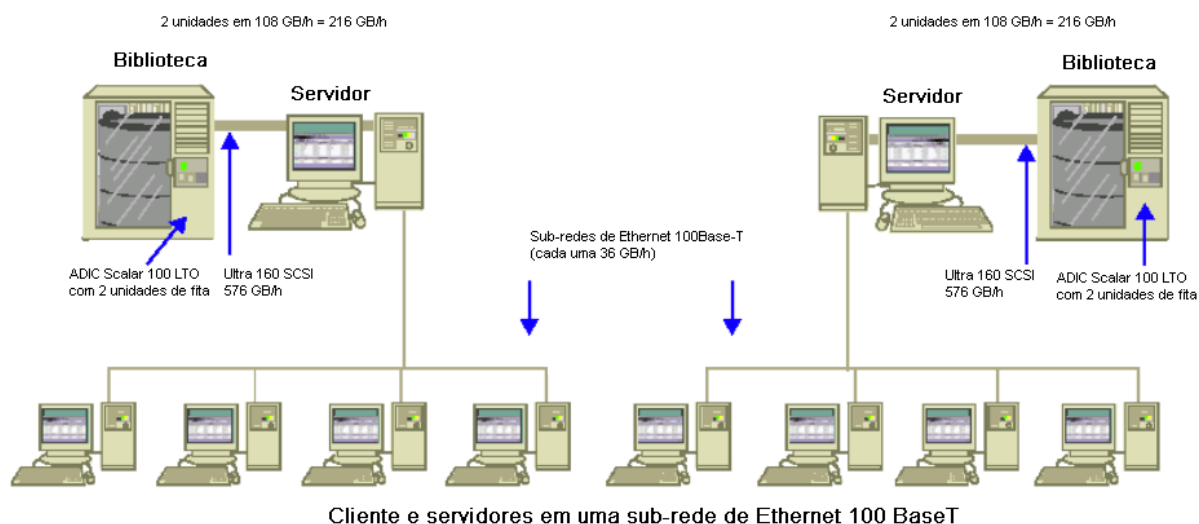 2 unidades em 108 GB/h = 216 GB/h
2 unidades em 108 GB/h = 216 GB/h
Biblioteca
Servidor
Servidor
Biblioteca
ADIC Scalar 100 LTO
com 2 unidades de fita
Ultra 160 SCSI
576 GB/h
Sub-redes de Ethernet 100Base-T
(cada uma 36 GB/h)
Ultra 160 SCSI
576 GB/h
ADIC Scalar 100 LTO
com 2 unidades de fita
Cliente e servidores em uma sub-rede de Ethernet 100 BaseT